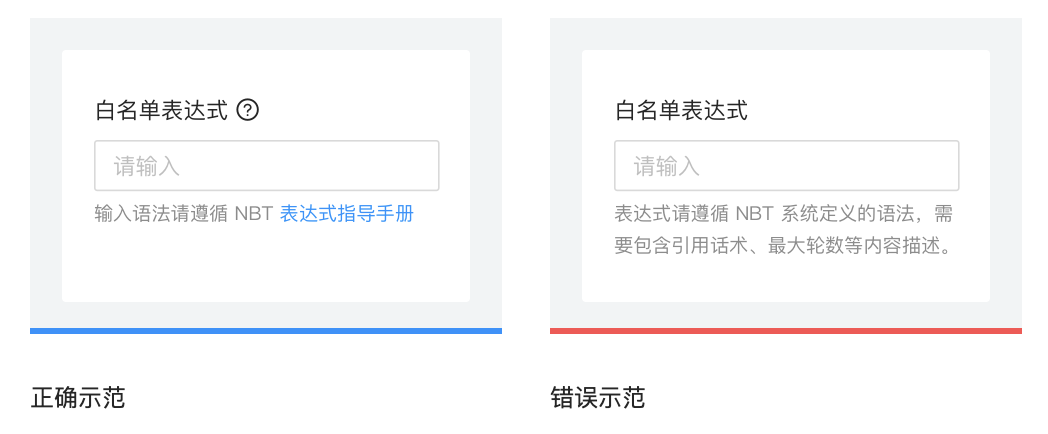 白名单表达式 ?
请输入
输入语法请遵循 NBT 表达式指导手册
正确示范
白名单表达式
请输入
表达式请遵循 NBT 系统定义的语法，需
要包含引用话术、最大轮数等内容描述。
错误示范